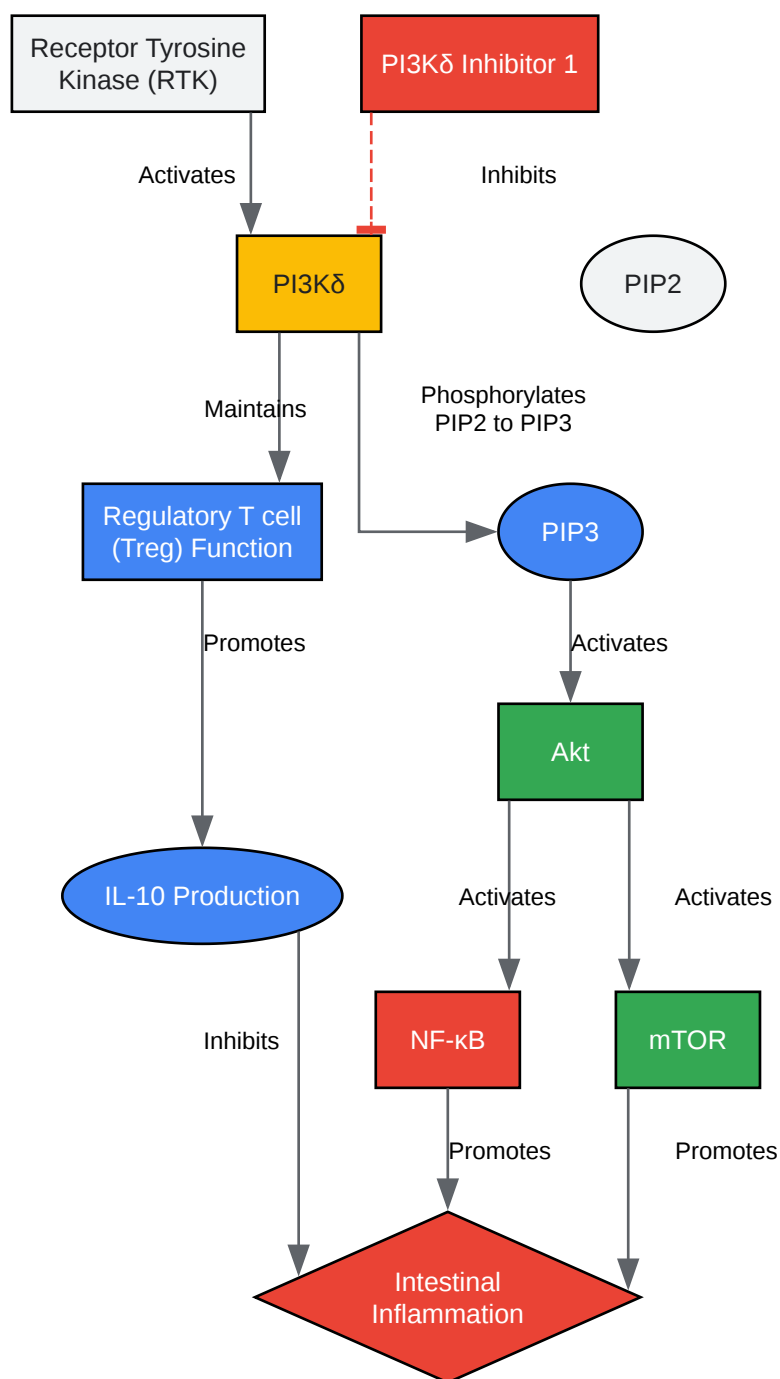 Receptor Tyrosine
Kinase (RTK)
PI3Kδ Inhibitor 1
Activates
Inhibits
PI3Kδ
PIP2
Maintains
Phosphorylates
PIP2 to PIP3
Regulatory T cell
(Treg) Function
PIP3
Promotes
Activates
Akt
IL-10 Production
Activates
Activates
Inhibits
NF-κB
mTOR
Promotes
Promotes
Intestinal
Inflammation